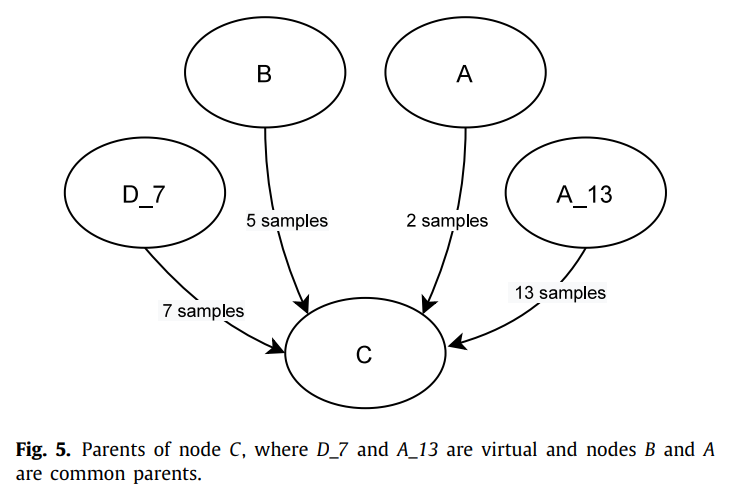 B
A
D_7
A_13
5 samples
2 samples
7 samples
13 samples
C
Fig. 5. Parents of node C, where D_7 and A_13 are virtual and nodes B and A
are common parents.